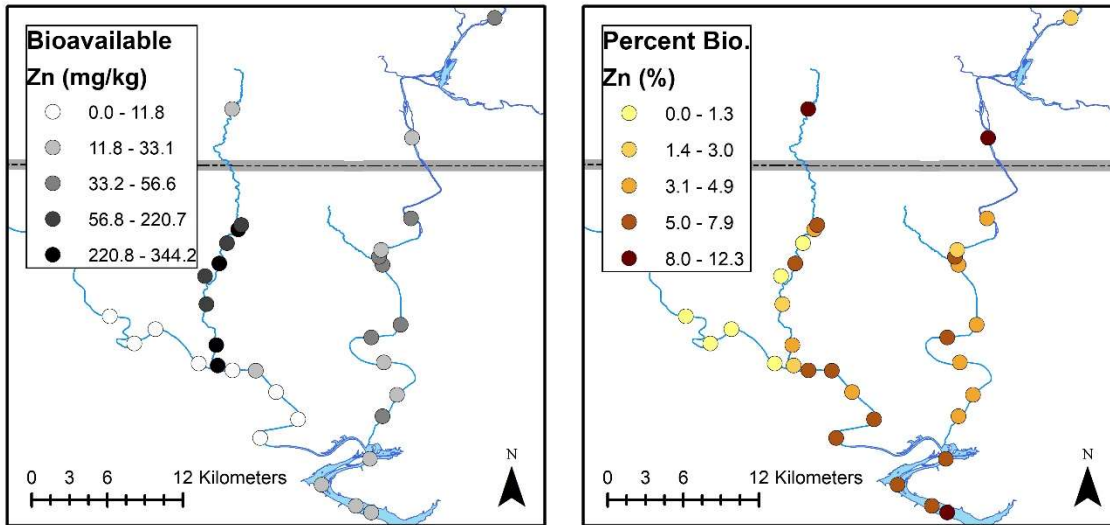 Bioavailable
Zn (mg/kg)
0.0 - 11.8
11.8 - 33.1
33.2 - 56.6
56.8 - 220.7
220.8 - 344.2
0 3 6 12 Kilometers
N
Percent Bio.
Zn (%)
0.0 - 1.3
1.4 - 3.0
3.1 - 4.9
5.0 - 7.9
8.0 - 12.3
0 3 6 12 Kilometers
N